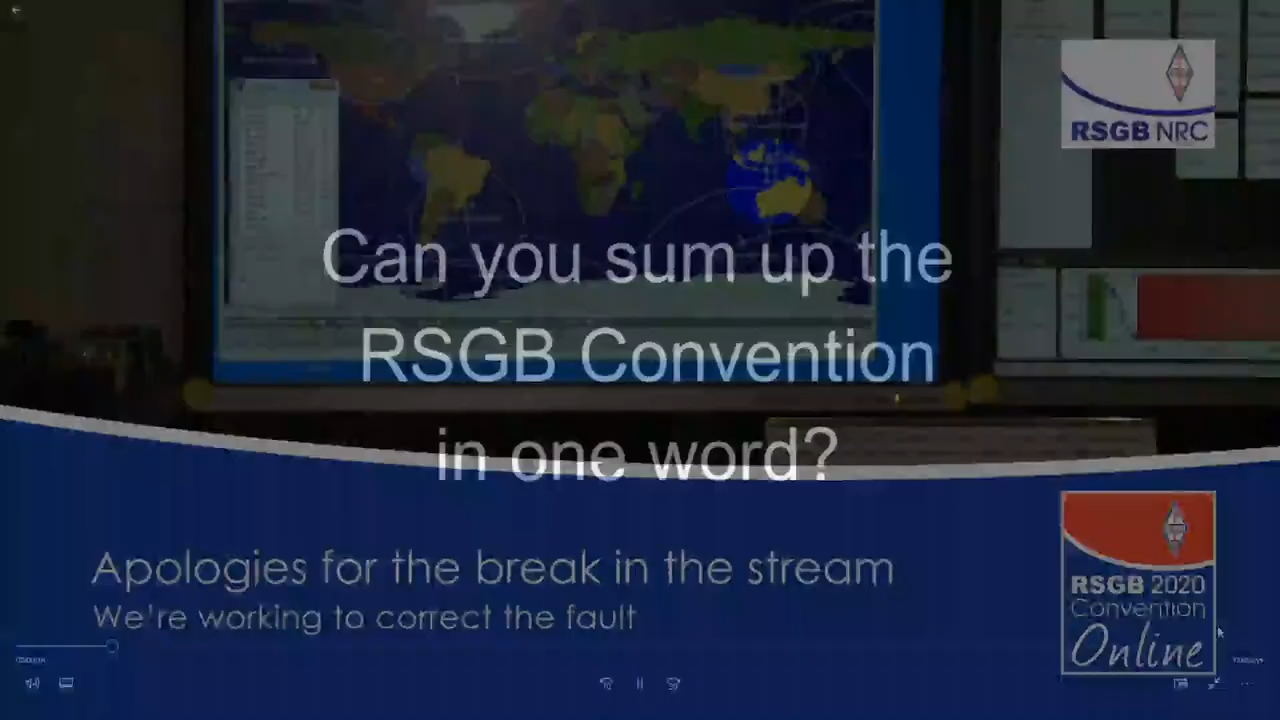 RSGB NRC
Can you sum up the
RSGB Convention
in one word?
Apologies for the break in the stream
We're working to correct the fault
RSGB 2020
Convention
Online